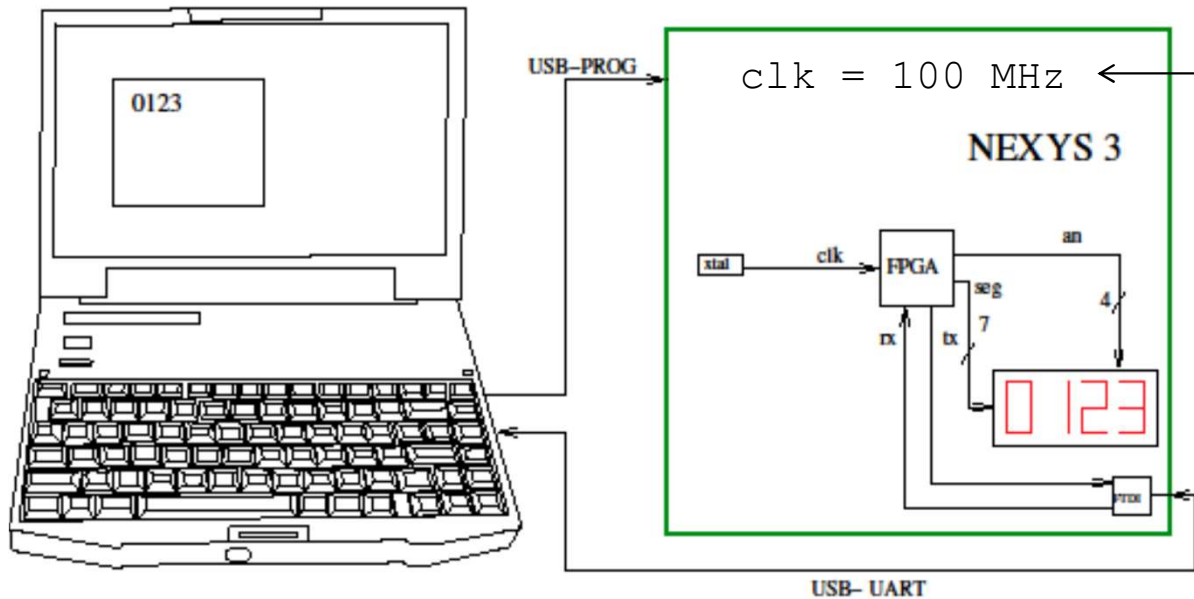 0123
USB-PROG
clk = 100 MHz
NEXYS 3
xtal
clk
FPGA
an
seg
4
rx
tx
7
0123
FTDI
USB- UART